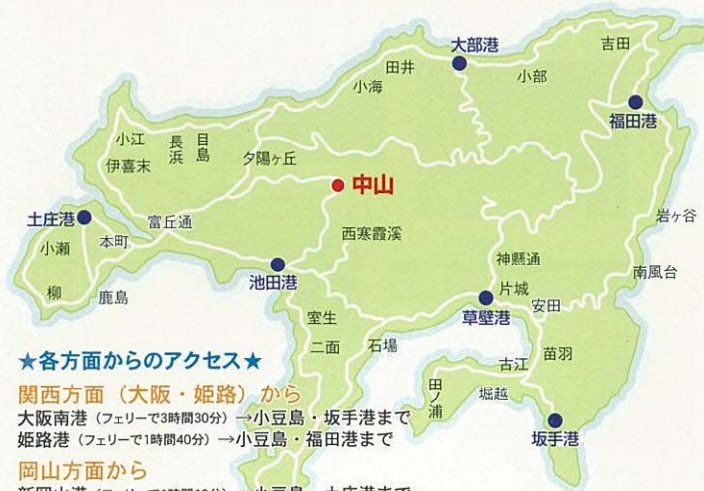 大部港
吉田
田井
小部
小海
福田港
小江
長浜
目島
伊喜末
夕陽ヶ丘
中山
岩ヶ谷
土庄港
富丘通
小瀬
本町
西寒霞渓
神懸通
南風台
池田港
片城
柳
鹿島
安田
草壁港
室生
二面
石場
古江
苗羽
田ノ浦
堀越
坂手港
★各方面からのアクセス★
関西方面（大阪・姫路）から
大阪南港（フェリーで3時間30分）→小豆島・坂手港まで
姫路港（フェリーで1時間40分）→小豆島・福田港まで
岡山方面から